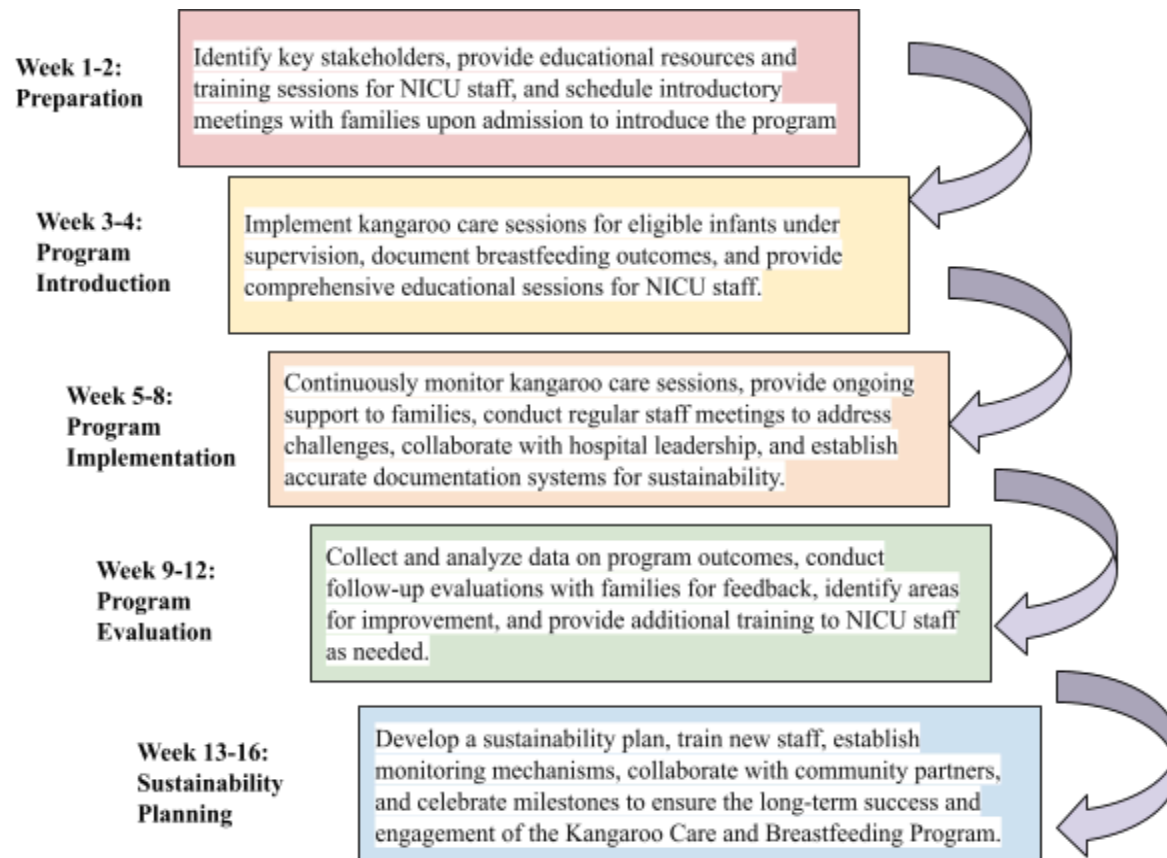 Week 1-2:
Preparation
Identify key stakeholders, provide educational resources and
training sessions for NICU staff, and schedule introductory
meetings with families upon admission to introduce the program
Week 3-4:
Program
Introduction
Implement kangaroo care sessions for eligible infants under
supervision, document breastfeeding outcomes, and provide
comprehensive educational sessions for NICU staff.
Week 5-8:
Program
Implementation
Continuously monitor kangaroo care sessions, provide ongoing
support to families, conduct regular staff meetings to address
challenges, collaborate with hospital leadership, and establish
accurate documentation systems for sustainability.
Week 9-12:
Program
Evaluation
Collect and analyze data on program outcomes, conduct
follow-up evaluations with families for feedback, identify areas
for improvement, and provide additional training to NICU staff
as needed.
Week 13-16:
Sustainability
Planning
Develop a sustainability plan, train new staff, establish
monitoring mechanisms, collaborate with community partners,
and celebrate milestones to ensure the long-term success and
engagement of the Kangaroo Care and Breastfeeding Program.